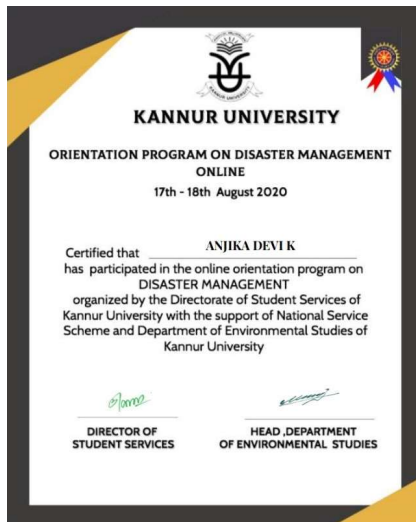 KANNUR UNIVERSITY
ORIENTATION PROGRAM ON DISASTER MANAGEMENT
ONLINE
17th - 18th August 2020
Certified that ANJIKA DEVI K
has participated in the online orientation program on
DISASTER MANAGEMENT
organized by the Directorate of Student Services of
Kannur University with the support of National Service
Scheme and Department of Environmental Studies of
Kannur University
DIRECTOR OF
STUDENT SERVICES
HEAD ,DEPARTMENT
OF ENVIRONMENTAL STUDIES